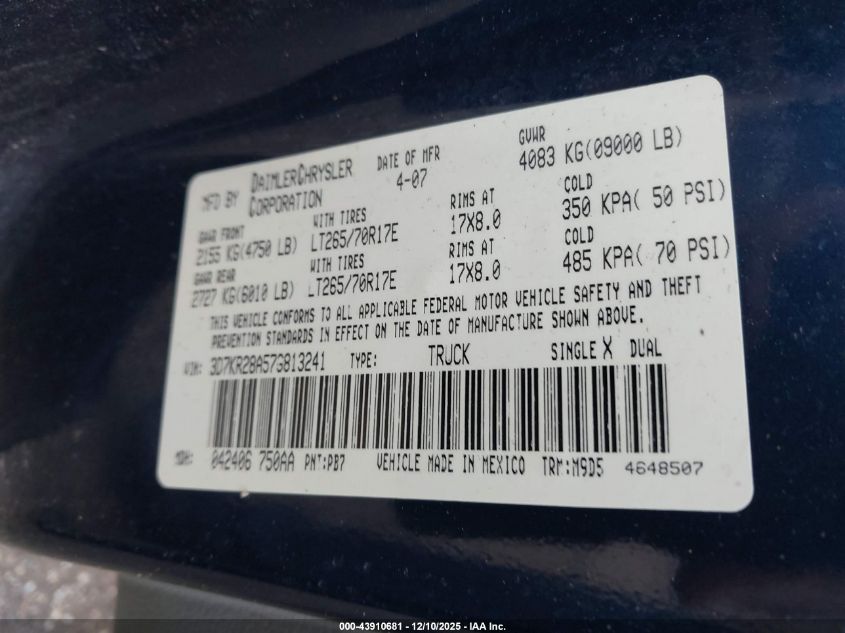 MFD BY DAIMLERCHRYSLER CORPORATION
DATE OF MFR
4-07
GVWR
4083 KG(09000 LB)
GAWR FRONT
2155 KG(4750 LB)
WITH TIRES
LT265/70R17E
RIMS AT
17X8.0
COLD
350 KPA( 50 PSI)
GAWR REAR
2727 KG(6010 LB)
WITH TIRES
LT265/70R17E
RIMS AT
17X8.0
COLD
485 KPA( 70 PSI)
THIS VEHICLE CONFORMS TO ALL APPLICABLE FEDERAL MOTOR VEHICLE SAFETY AND THEFT
PREVENTION STANDARDS IN EFFECT ON THE DATE OF MANUFACTURE SHOWN ABOVE.
VIN: 3D7KR28A57G813241 TYPE: TRUCK SINGLE X DUAL
MDH: 042406 750AA PNT:PB7 VEHICLE MADE IN MEXICO TRM:M9D5 4648507
000-43910681 - 12/10/2025 - IAA Inc.